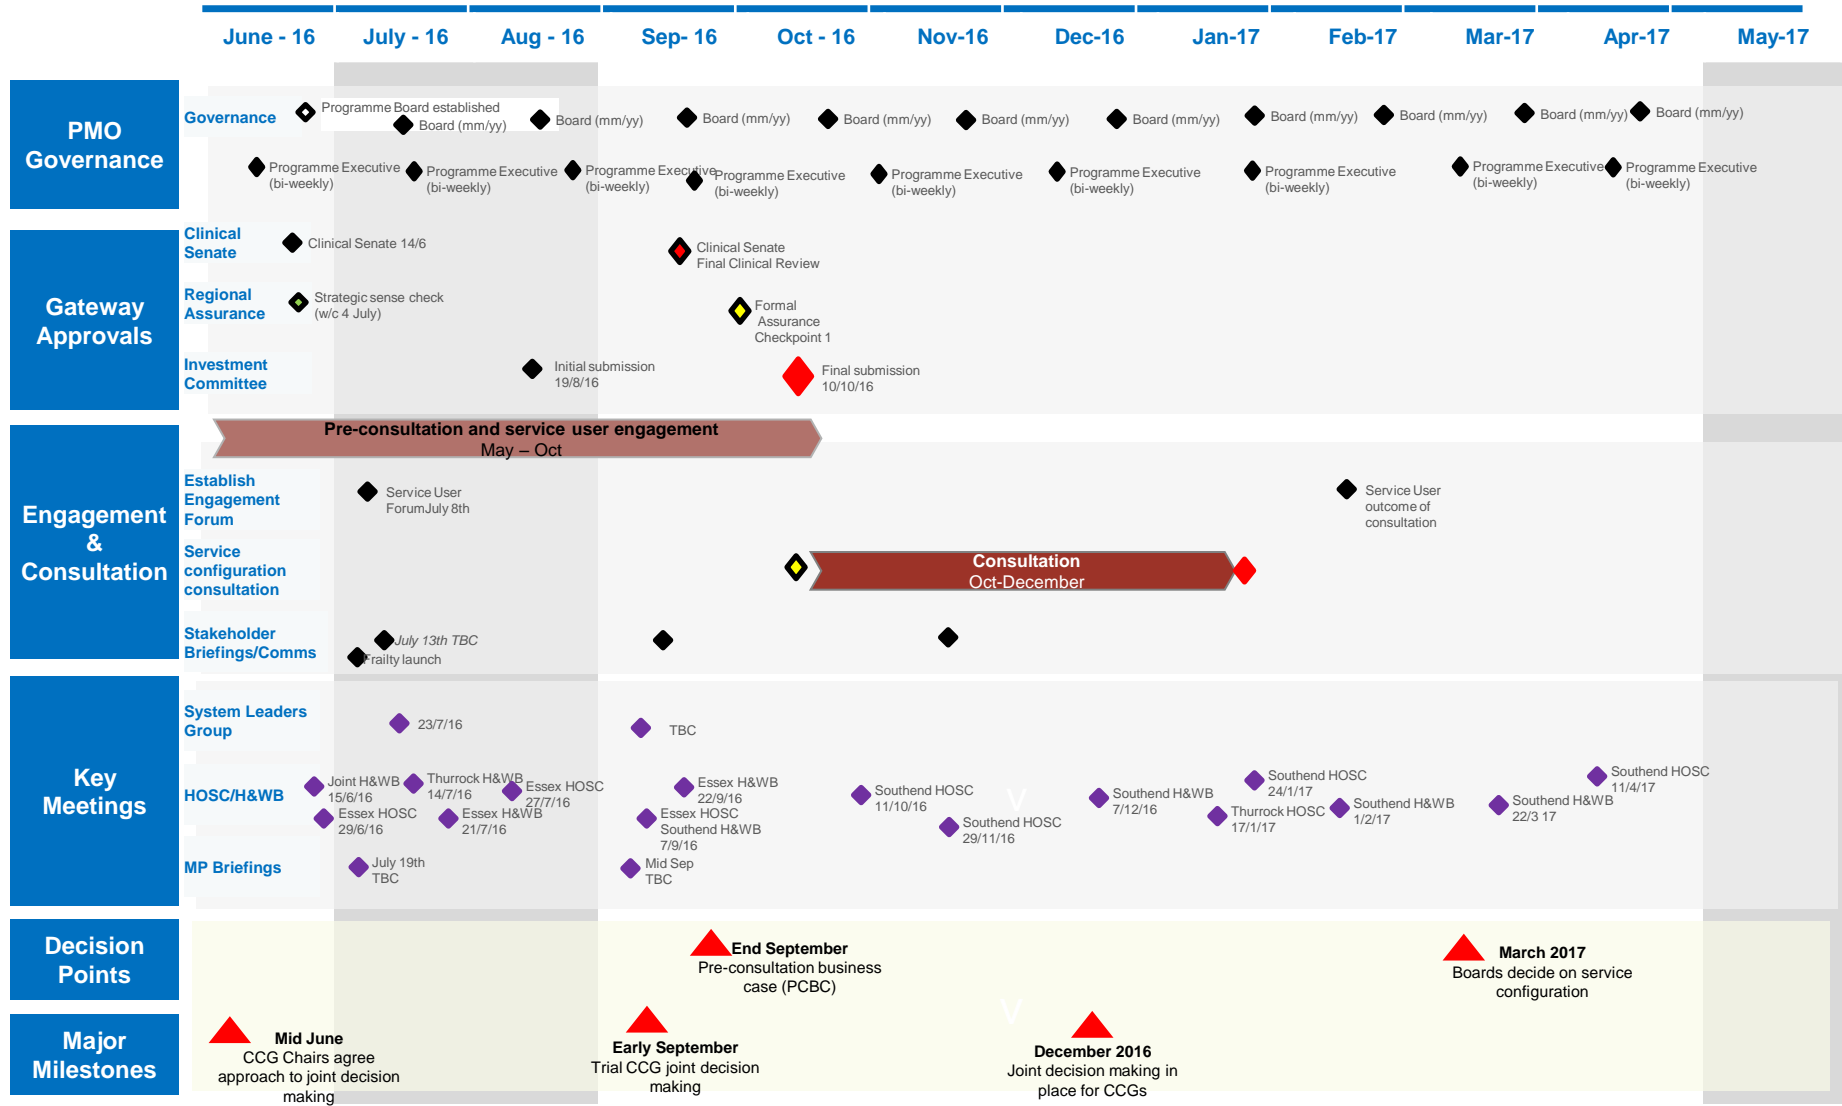 June - 16
July - 16
Aug - 16
Sep- 16
Oct - 16
Nov-16
Dec-16
Jan-17
Feb-17
Mar-17
Apr-17
May-17
PMO
Governance
Governance
Programme Board established
Board (mm/yy)
Board (mm/yy)
Board (mm/yy)
Board (mm/yy)
Board (mm/yy)
Board (mm/yy)
Board (mm/yy)
Board (mm/yy)
Board (mm/yy)
Board (mm/yy)
Programme Executive
(bi-weekly)
Programme Executive
(bi-weekly)
Programme Executive
(bi-weekly)
Programme Executive
(bi-weekly)
Programme Executive
(bi-weekly)
Programme Executive
(bi-weekly)
Programme Executive
(bi-weekly)
Programme Executive
(bi-weekly)
Programme Executive
(bi-weekly)
Gateway
Approvals
Clinical
Senate
Clinical Senate 14/6
Clinical Senate
Final Clinical Review
Regional
Assurance
Strategic sense check
(w/c 4 July)
Formal
Assurance
Checkpoint 1
Investment
Committee
Initial submission
19/8/16
Final submission
10/10/16
Engagement
&
Consultation
Pre-consultation and service user engagement
May – Oct
Establish
Engagement
Forum
Service User
ForumJuly 8th
Service User
outcome of
consultation
Service
configuration
consultation
Consultation
Oct-December
Stakeholder
Briefings/Comms
July 13th TBC
Frailty launch
Key
Meetings
System Leaders
Group
23/7/16
TBC
HOSC/H&WB
Joint H&WB
15/6/16
Essex HOSC
29/6/16
Thurrock H&WB
14/7/16
Essex H&WB
21/7/16
Essex HOSC
27/7/16
Essex H&WB
22/9/16
Essex HOSC
Southend H&WB
7/9/16
Southend HOSC
11/10/16
Southend HOSC
29/11/16
V
Southend H&WB
7/12/16
Southend HOSC
24/1/17
Thurrock HOSC
17/1/17
Southend H&WB
1/2/17
Southend H&WB
22/3 17
Southend HOSC
11/4/17
MP Briefings
July 19th
TBC
Mid Sep
TBC
Decision
Points
End September
Pre-consultation business
case (PCBC)
March 2017
Boards decide on service
configuration
V
Major
Milestones
Mid June
CCG Chairs agree
approach to joint decision
making
Early September
Trial CCG joint decision
making
December 2016
Joint decision making in
place for CCGs